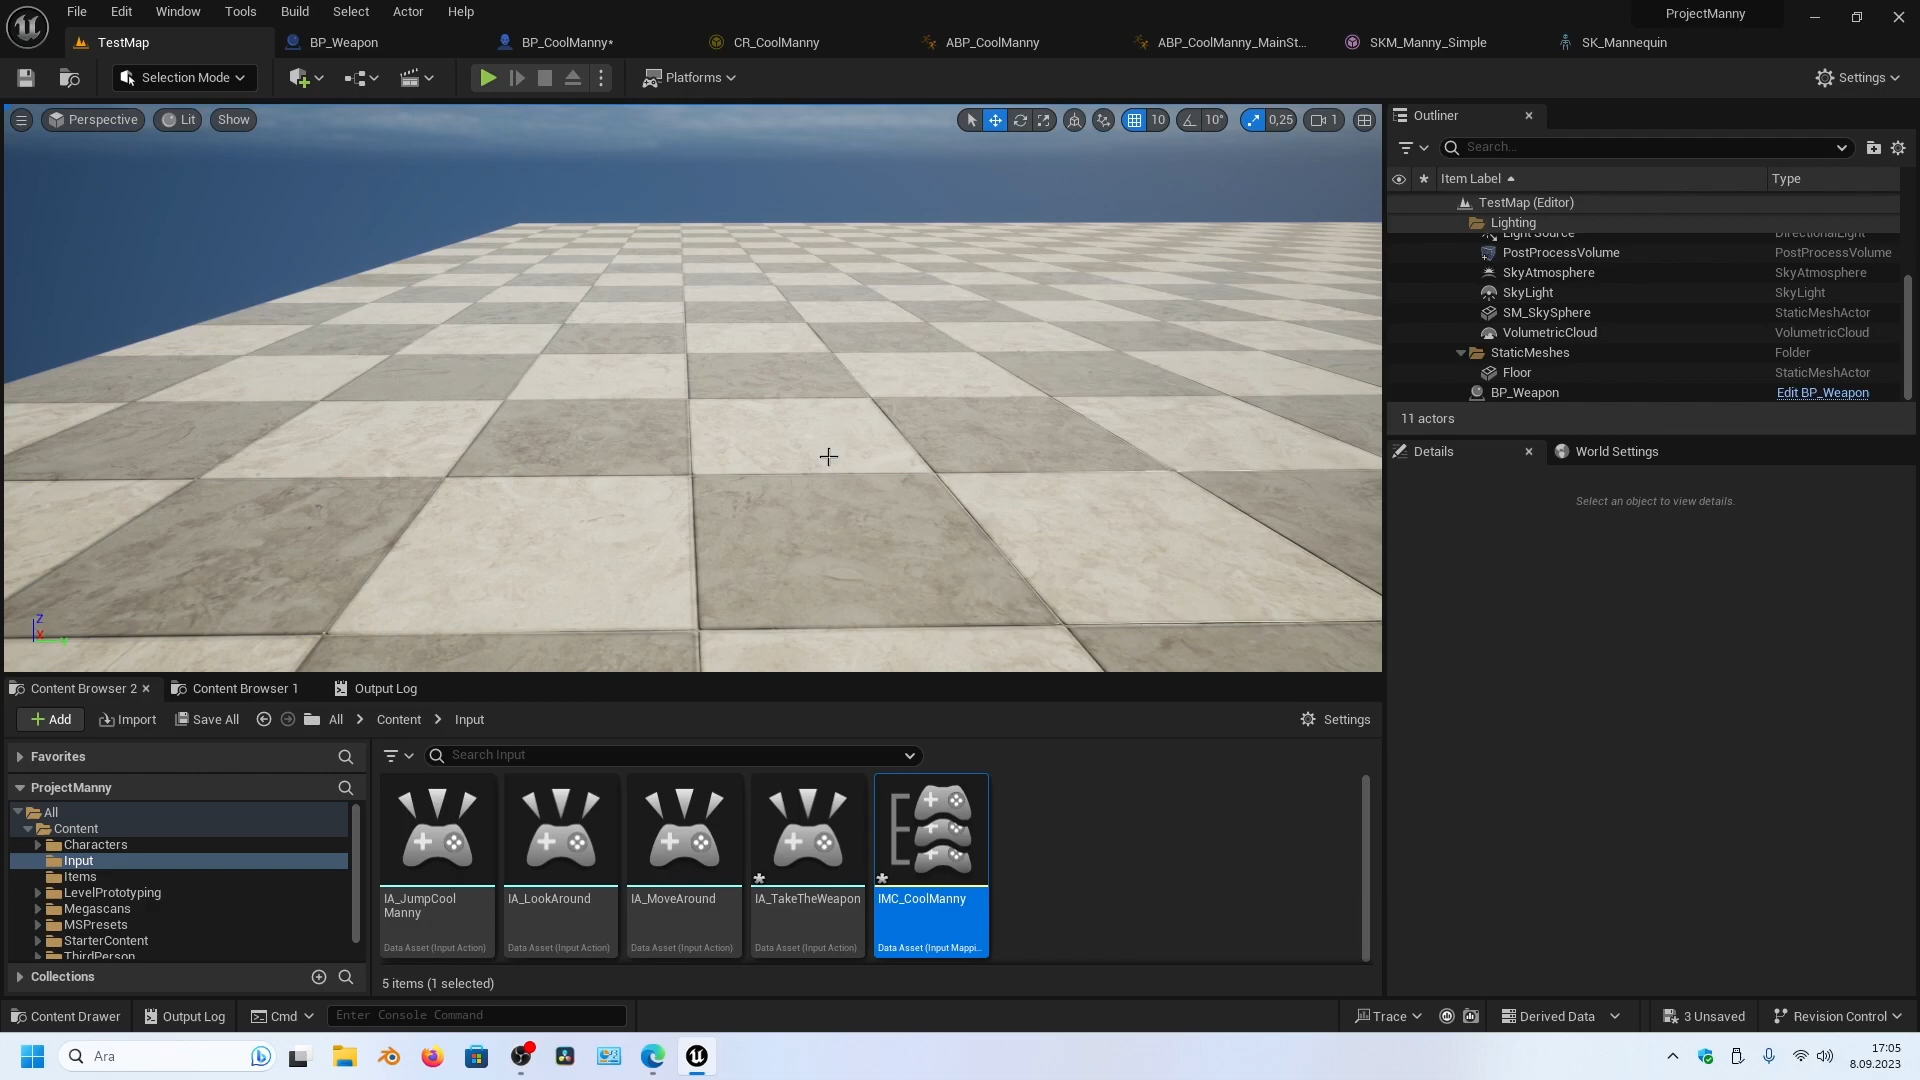 File Edit Window Tools Build Select Actor Help
ProjectManny
TestMap
BP_Weapon
BP_CoolManny*
CR_CoolManny
ABP_CoolManny
ABP_CoolManny_MainSt...
SKM_Manny_Simple
SK_Mannequin
Selection Mode
Platforms
Settings
Perspective
Lit
Show
10
10°
0,25
1
Outliner
Search...
Item Label
Type
TestMap (Editor)
Lighting
Light Source DirectionalLight
PostProcessVolume PostProcessVolume
SkyAtmosphere SkyAtmosphere
SkyLight SkyLight
SM_SkySphere StaticMeshActor
VolumetricCloud VolumetricCloud
StaticMeshes Folder
Floor StaticMeshActor
BP_Weapon Edit BP_Weapon
11 actors
Details
World Settings
Select an object to view details.
Z
X
Content Browser 2
Content Browser 1
Output Log
Add
Import
Save All
All
Content
Input
Settings
Favorites
Search Input
ProjectManny
All
Content
Characters
Input
Items
LevelPrototyping
Megascans
MSPresets
StarterContent
ThirdPerson
Collections
IA_JumpCool
Manny
Data Asset (Input Action)
IA_LookAround
Data Asset (Input Action)
IA_MoveAround
Data Asset (Input Action)
IA_TakeTheWeapon
Data Asset (Input Action)
IMC_CoolManny
Data Asset (Input Mappi...
5 items (1 selected)
Content Drawer
Output Log
Cmd
Enter Console Command
Trace
Derived Data
3 Unsaved
Revision Control
Ara
17:05
8.09.2023